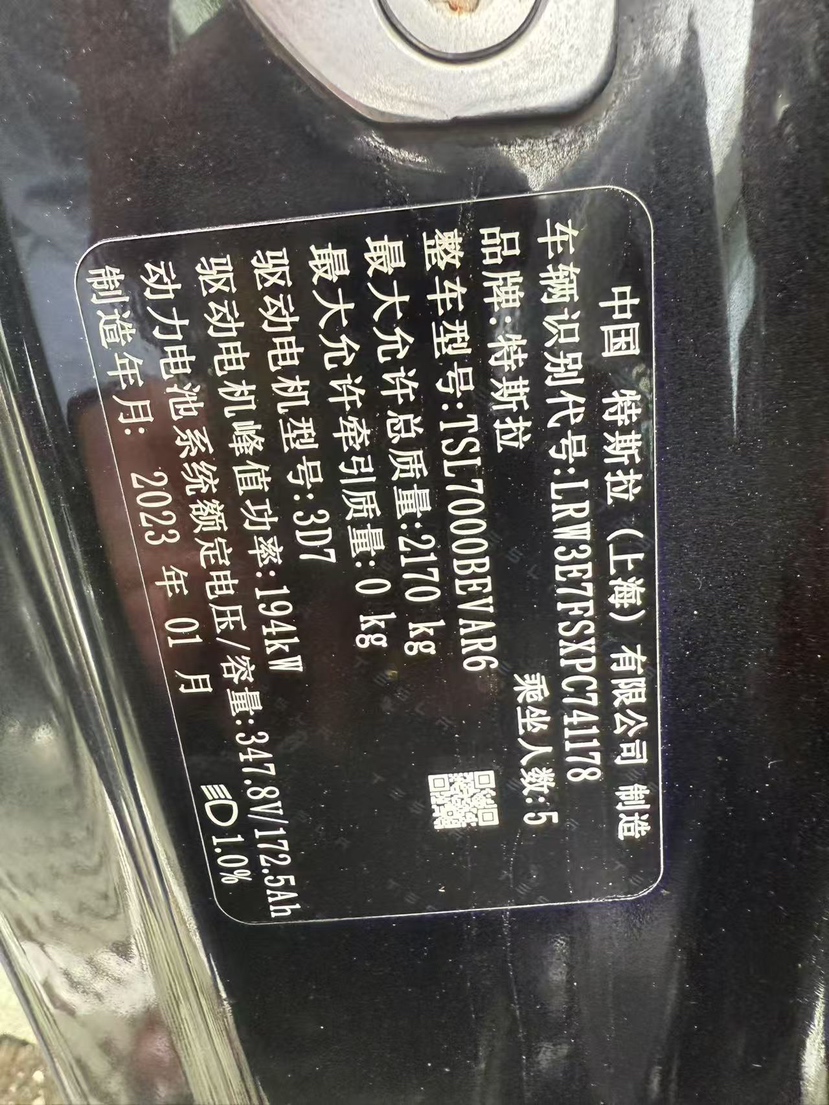 中国 特斯拉（上海）有限公司 制造
车辆识别代号:LRW3E7FSXPC741178
品牌:特斯拉 乘坐人数:5
整车型号:TSL7000BEVAR6
最大允许总质量:2170 kg
最大允许牵引质量:0 kg
驱动电机型号:3D7
驱动电机峰值功率:194kW
动力电池系统额定电压/容量:347.8V/172.5Ah
制造年月: 2023 年 01 月 1.0%